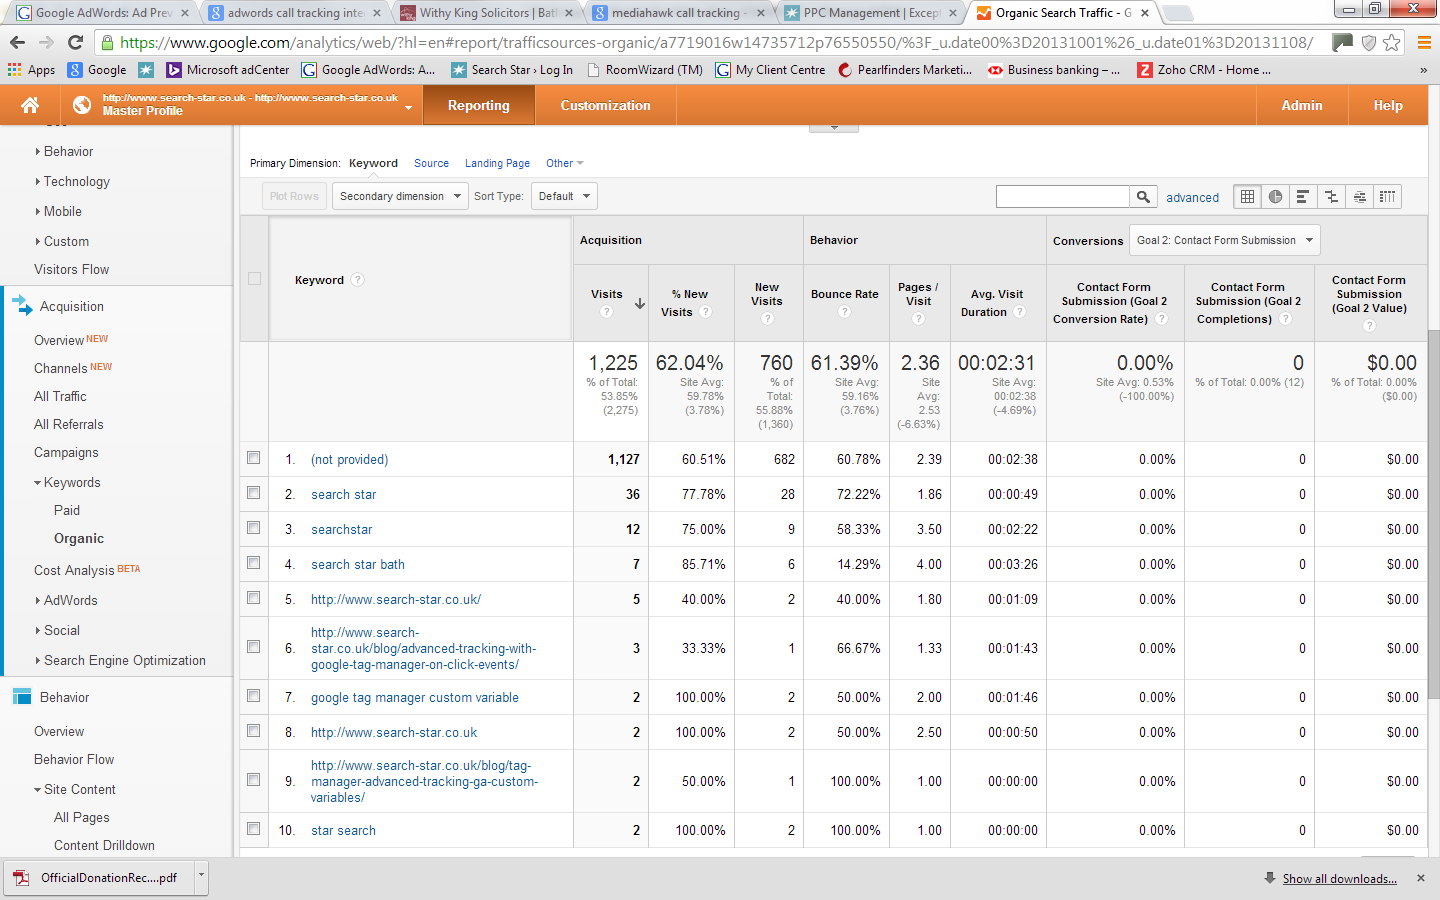 Google AdWords: Ad Prev
adwords call tracking inte
Withy King Solicitors | Bat
mediahawk call tracking -
PPC Management | Excep
Organic Search Traffic - G
https://www.google.com/analytics/web/?hl=en#report/trafficsources-organic/a7719016w14735712p76550550/%3F_u.date00%3D20131001%26_u.date01%3D20131108/
Apps
Google
Microsoft adCenter
Google AdWords: A...
Search Star › Log In
RoomWizard (TM)
My Client Centre
Pearlfinders Marketi...
Business banking – ...
Zoho CRM - Home ...
»
http://www.search-star.co.uk - http://www.search-star.co.uk
Master Profile
Reporting
Customization
Admin
Help
Behavior
Technology
Mobile
Custom
Visitors Flow
Acquisition
Overview NEW
Channels NEW
All Traffic
All Referrals
Campaigns
Keywords
Paid
Organic
Cost Analysis BETA
AdWords
Social
Search Engine Optimization
Behavior
Overview
Behavior Flow
Site Content
All Pages
Content Drilldown
Primary Dimension: Keyword Source Landing Page Other
Plot Rows Secondary dimension Sort Type: Default advanced
Acquisition Behavior Conversions Goal 2: Contact Form Submission
Keyword ?
Visits ?
% New Visits ?
New Visits ?
Bounce Rate ?
Pages / Visit ?
Avg. Visit Duration ?
Contact Form Submission (Goal 2 Conversion Rate) ?
Contact Form Submission (Goal 2 Completions) ?
Contact Form Submission (Goal 2 Value) ?
1,225 % of Total: 53.85% (2,275)
62.04% Site Avg: 59.78% (3.78%)
760 % of Total: 55.88% (1,360)
61.39% Site Avg: 59.16% (3.76%)
2.36 Site Avg: 2.53 (-6.63%)
00:02:31 Site Avg: 00:02:38 (-4.69%)
0.00% Site Avg: 0.53% (-100.00%)
0 % of Total: 0.00% (12)
$0.00 % of Total: 0.00% ($0.00)
1. (not provided) 1,127 60.51% 682 60.78% 2.39 00:02:38 0.00% 0 $0.00
2. search star 36 77.78% 28 72.22% 1.86 00:00:49 0.00% 0 $0.00
3. searchstar 12 75.00% 9 58.33% 3.50 00:02:22 0.00% 0 $0.00
4. search star bath 7 85.71% 6 14.29% 4.00 00:03:26 0.00% 0 $0.00
5. http://www.search-star.co.uk/ 5 40.00% 2 40.00% 1.80 00:01:09 0.00% 0 $0.00
http://www.search-
6. star.co.uk/blog/advanced-tracking-with- 3 33.33% 1 66.67% 1.33 00:01:43 0.00% 0 $0.00
google-tag-manager-on-click-events/
7. google tag manager custom variable 2 100.00% 2 50.00% 2.00 00:01:46 0.00% 0 $0.00
8. http://www.search-star.co.uk 2 100.00% 2 50.00% 2.50 00:00:50 0.00% 0 $0.00
http://www.search-star.co.uk/blog/tag-
9. manager-advanced-tracking-ga-custom- 2 50.00% 1 100.00% 1.00 00:00:00 0.00% 0 $0.00
variables/
10. star search 2 100.00% 2 100.00% 1.00 00:00:00 0.00% 0 $0.00
OfficialDonationRec....pdf
Show all downloads...